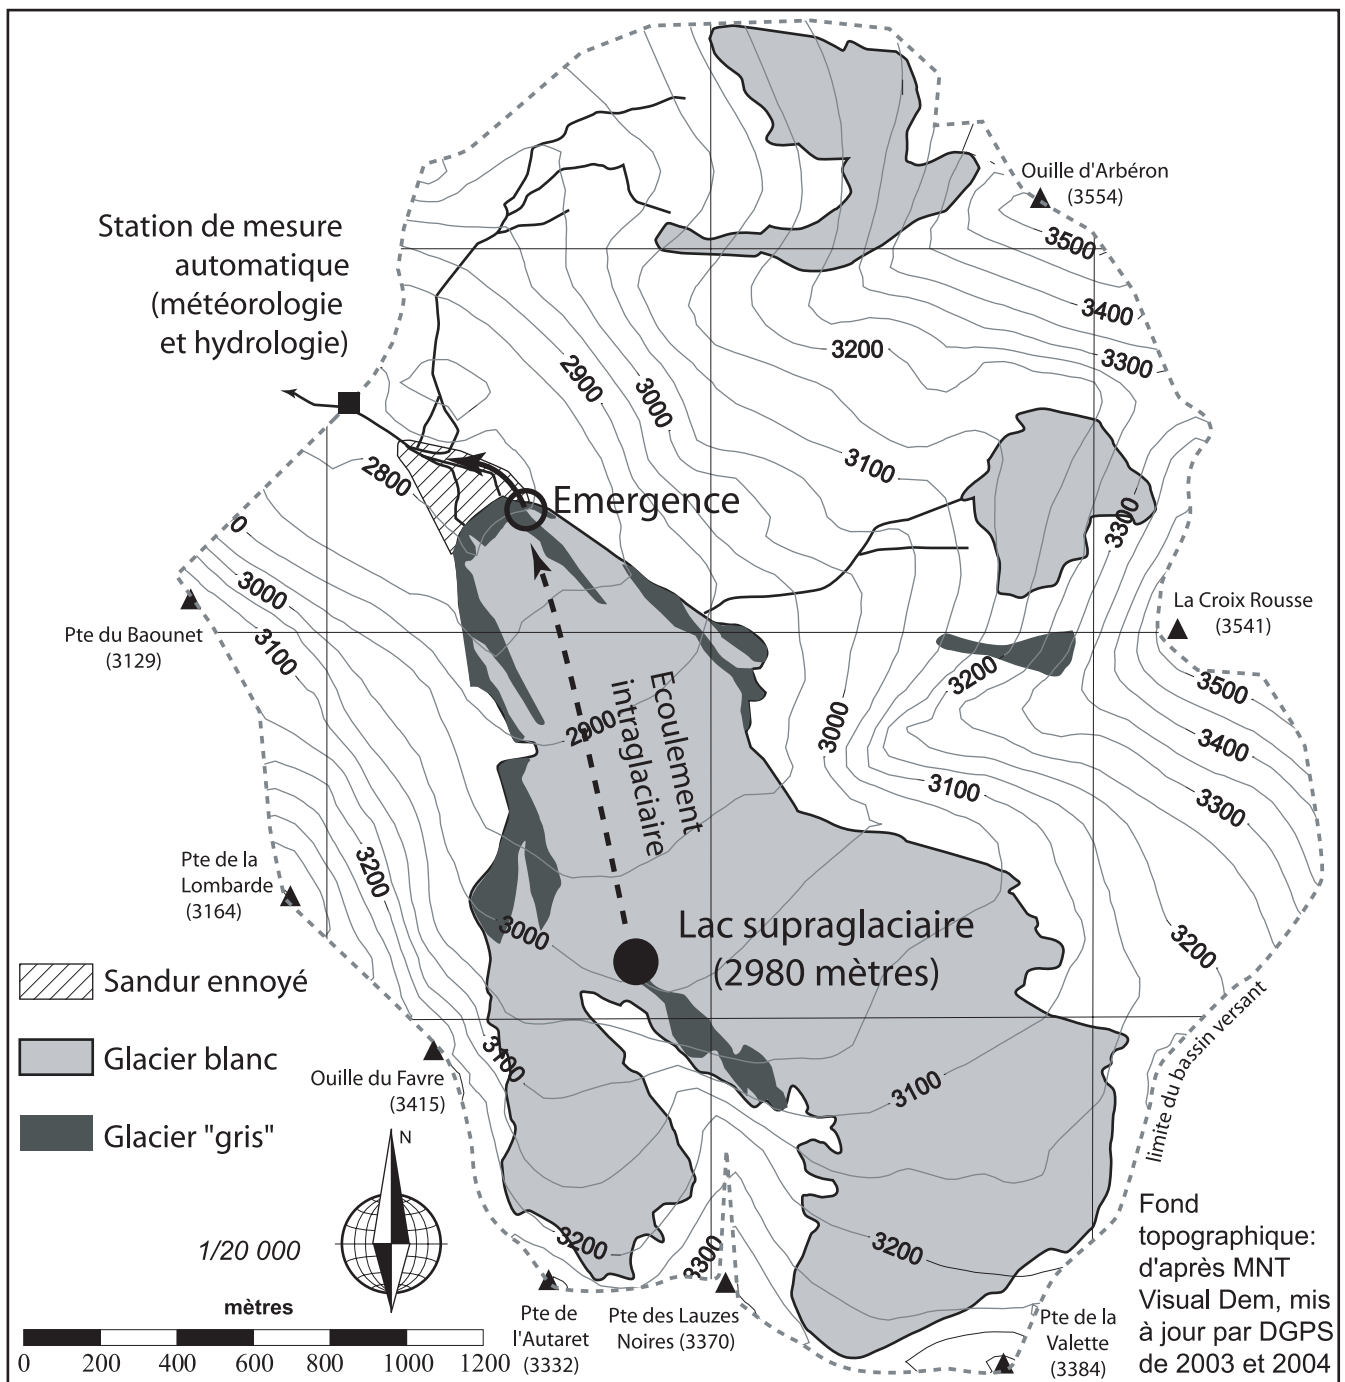 Ouille d'Arbéron
(3554)
Station de mesure
automatique
(météorologie
et hydrologie)
3500
3400
3300
3200
2900
3000
3100
2800
Emergence
3300
0
3000
3100
Pte du Baounet
(3129)
La Croix Rousse
(3541)
3200
3500
3400
3300
3000
3100
2900
Ecoulement
intraglaciaire
3200
Pte de la
Lombarde
(3164)
3000
Lac supraglaciaire
(2980 mètres)
3200
limite du bassin versant
Sandur ennoyé
Glacier blanc
Glacier "gris"
3100
Ouille du Favre
(3415)
3100
N
1/20 000
mètres
0 200 400 600 800 1000 1200
3200
3300
3200
Pte de
l'Autaret
(3332)
Pte des Lauzes
Noires (3370)
Pte de la
Valette
(3384)
Fond
topographique:
d'après MNT
Visual Dem, mis
à jour par DGPS
de 2003 et 2004